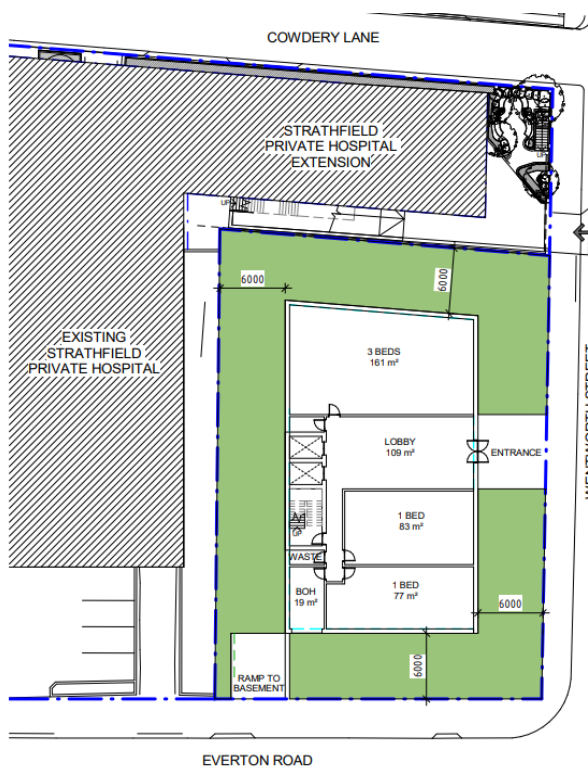 COWDERY LANE
STRATHFIELD
PRIVATE HOSPITAL
EXTENSION
UP
UP
6000
6000
EXISTING
STRATHFIELD
PRIVATE HOSPITAL
3 BEDS
161 m²
LOBBY
109 m²
ENTRANCE
WENTWORTH STREET
1 BED
83 m²
UP
WASTE
BOH
19 m²
1 BED
77 m²
6000
6000
RAMP TO
BASEMENT
EVERTON ROAD